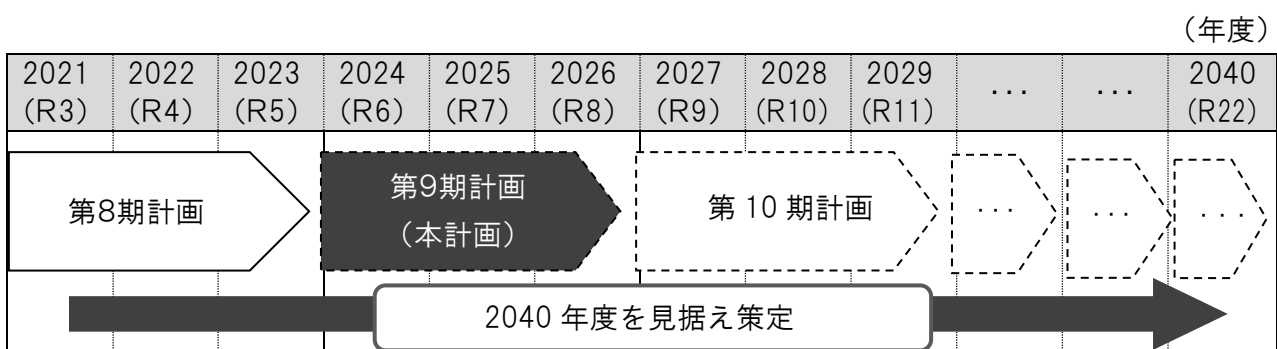 （年度）
2021 2022 2023 2024 2025 2026 2027 2028 2029 ... ... 2040
(R3) (R4) (R5) (R6) (R7) (R8) (R9) (R10) (R11) (R22)
第8期計画
第9期計画
（本計画）
第 10 期計画
...
...
...
2040 年度を見据え策定